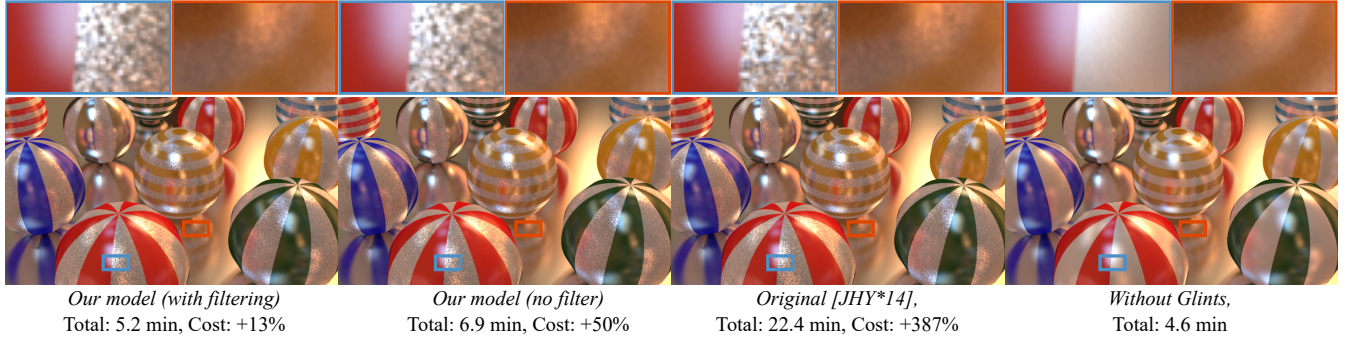 Our model (with filtering)
Total: 5.2 min, Cost: +13%
Our model (no filter)
Total: 6.9 min, Cost: +50%
Original [JHY*14],
Total: 22.4 min, Cost: +387%
Without Glints,
Total: 4.6 min